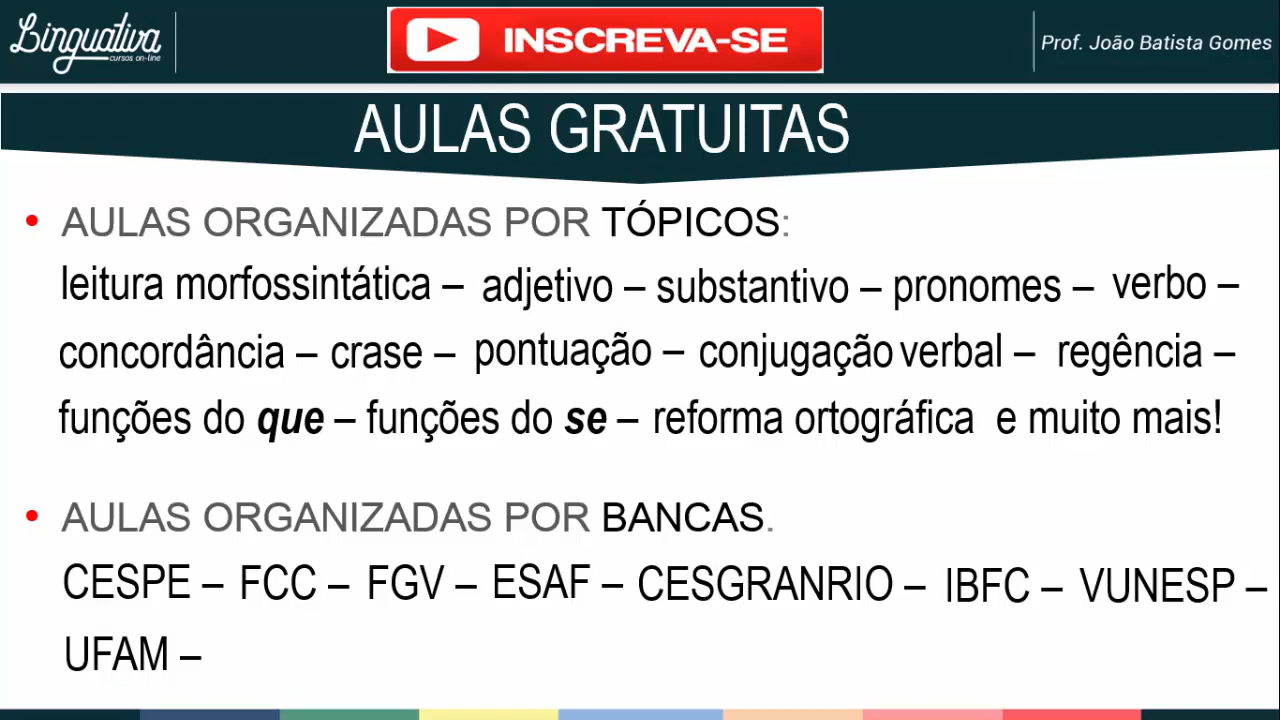 Linguativa
cursos on-line
INSCREVA-SE
Prof. João Batista Gomes
AULAS GRATUITAS
• AULAS ORGANIZADAS POR TÓPICOS:
leitura morfossintática – adjetivo – substantivo – pronomes – verbo –
concordância – crase – pontuação – conjugação verbal – regência –
funções do que – funções do se – reforma ortográfica e muito mais!
• AULAS ORGANIZADAS POR BANCAS.
CESPE – FCC – FGV – ESAF – CESGRANRIO – IBFC – VUNESP –
UFAM –